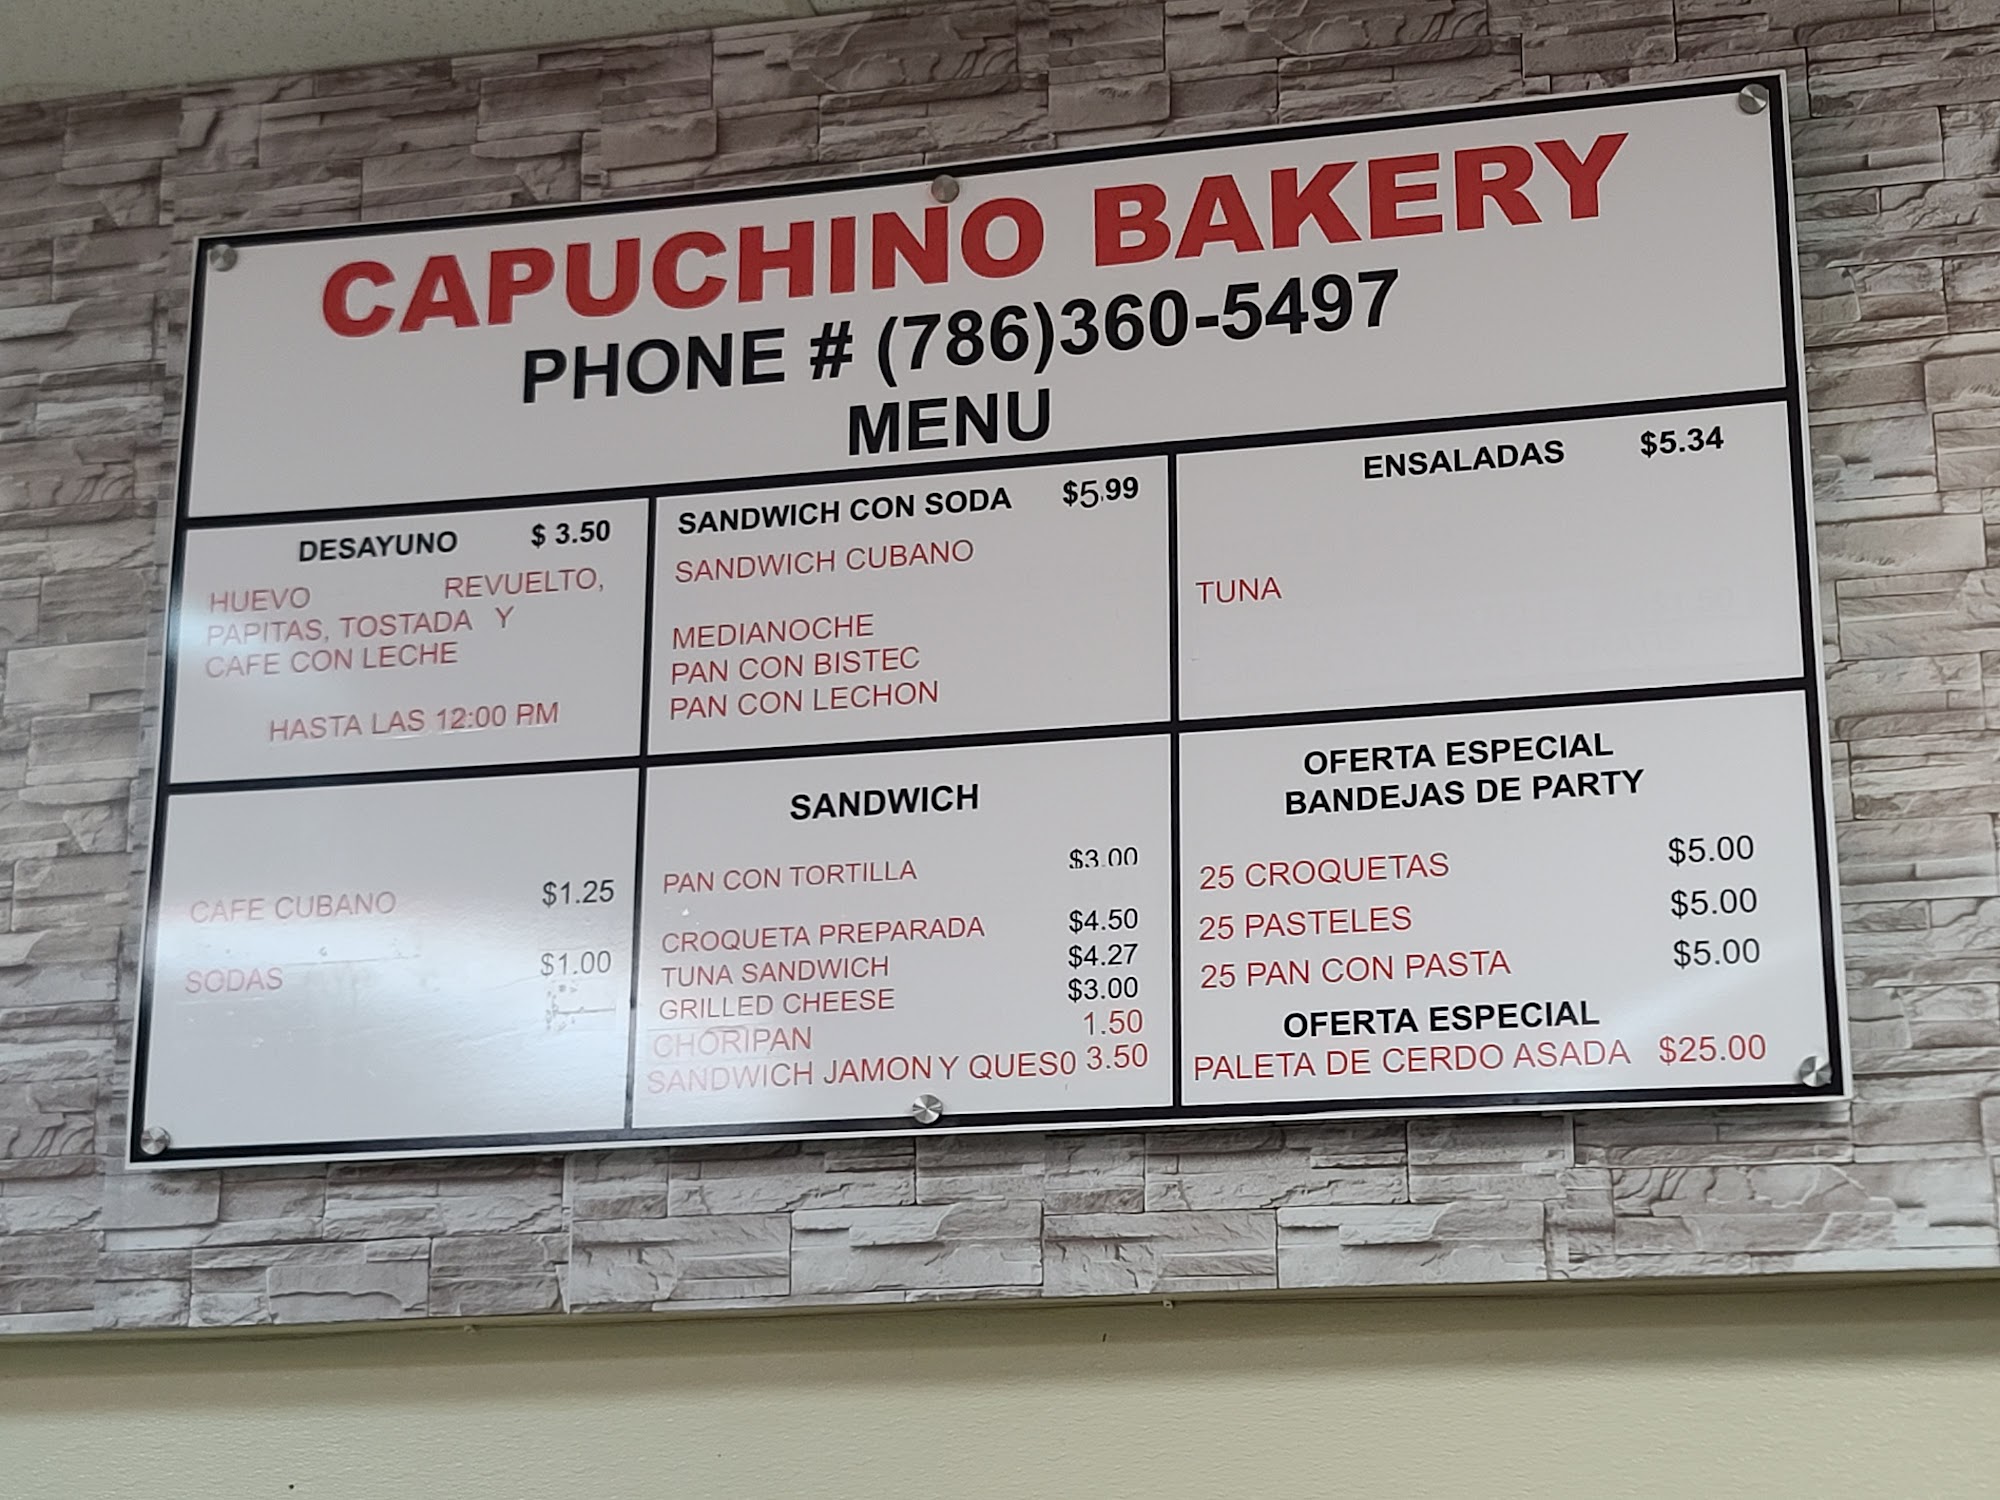 CAPUCHINO BAKERY
PHONE # (786)360-5497
MENU
DESAYUNO $ 3.50
HUEVO REVUELTO,
PAPITAS, TOSTADA Y
CAFE CON LECHE
HASTA LAS 12:00 PM
SANDWICH CON SODA $5.99
SANDWICH CUBANO
MEDIANOCHE
PAN CON BISTEC
PAN CON LECHON
ENSALADAS $5.34
TUNA
CAFE CUBANO $1.25
SODAS $1.00
SANDWICH
PAN CON TORTILLA $3.00
CROQUETA PREPARADA $4.50
TUNA SANDWICH $4.27
GRILLED CHEESE $3.00
CHORIPAN 1.50
SANDWICH JAMON Y QUESO 3.50
OFERTA ESPECIAL
BANDEJAS DE PARTY
25 CROQUETAS $5.00
25 PASTELES $5.00
25 PAN CON PASTA $5.00
OFERTA ESPECIAL
PALETA DE CERDO ASADA $25.00